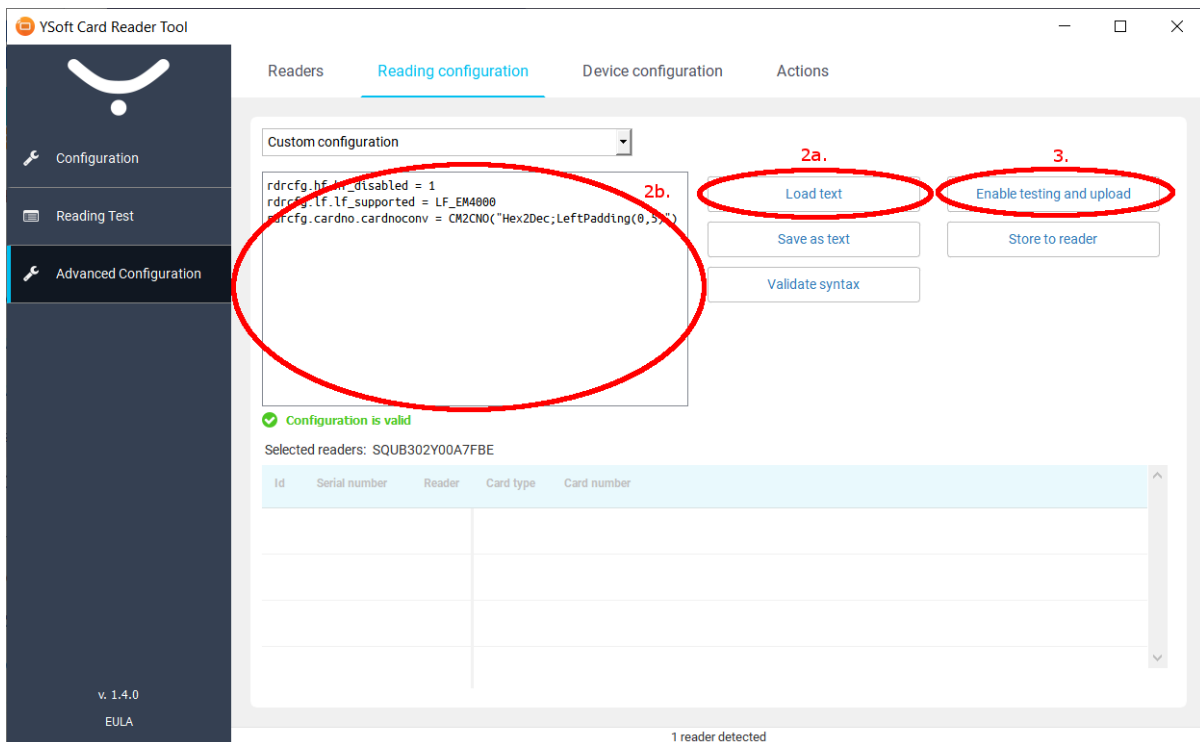 YSoft Card Reader Tool
Readers Reading configuration Device configuration Actions
Configuration
Reading Test
Advanced Configuration
Custom configuration
2a.
3.
2b.
rdrcfg.hf.hf_disabled = 1
rdrcfg.lf.lf_supported = LF_EM4000
rdrcfg.cardno.cardnoconv = CM2CNO("Hex2Dec;LeftPadding(0,5)")
Load text
Enable testing and upload
Save as text
Store to reader
Validate syntax
Configuration is valid
Selected readers: SQUB302Y00A7FBE
Id Serial number Reader Card type Card number
v. 1.4.0
EULA
1 reader detected